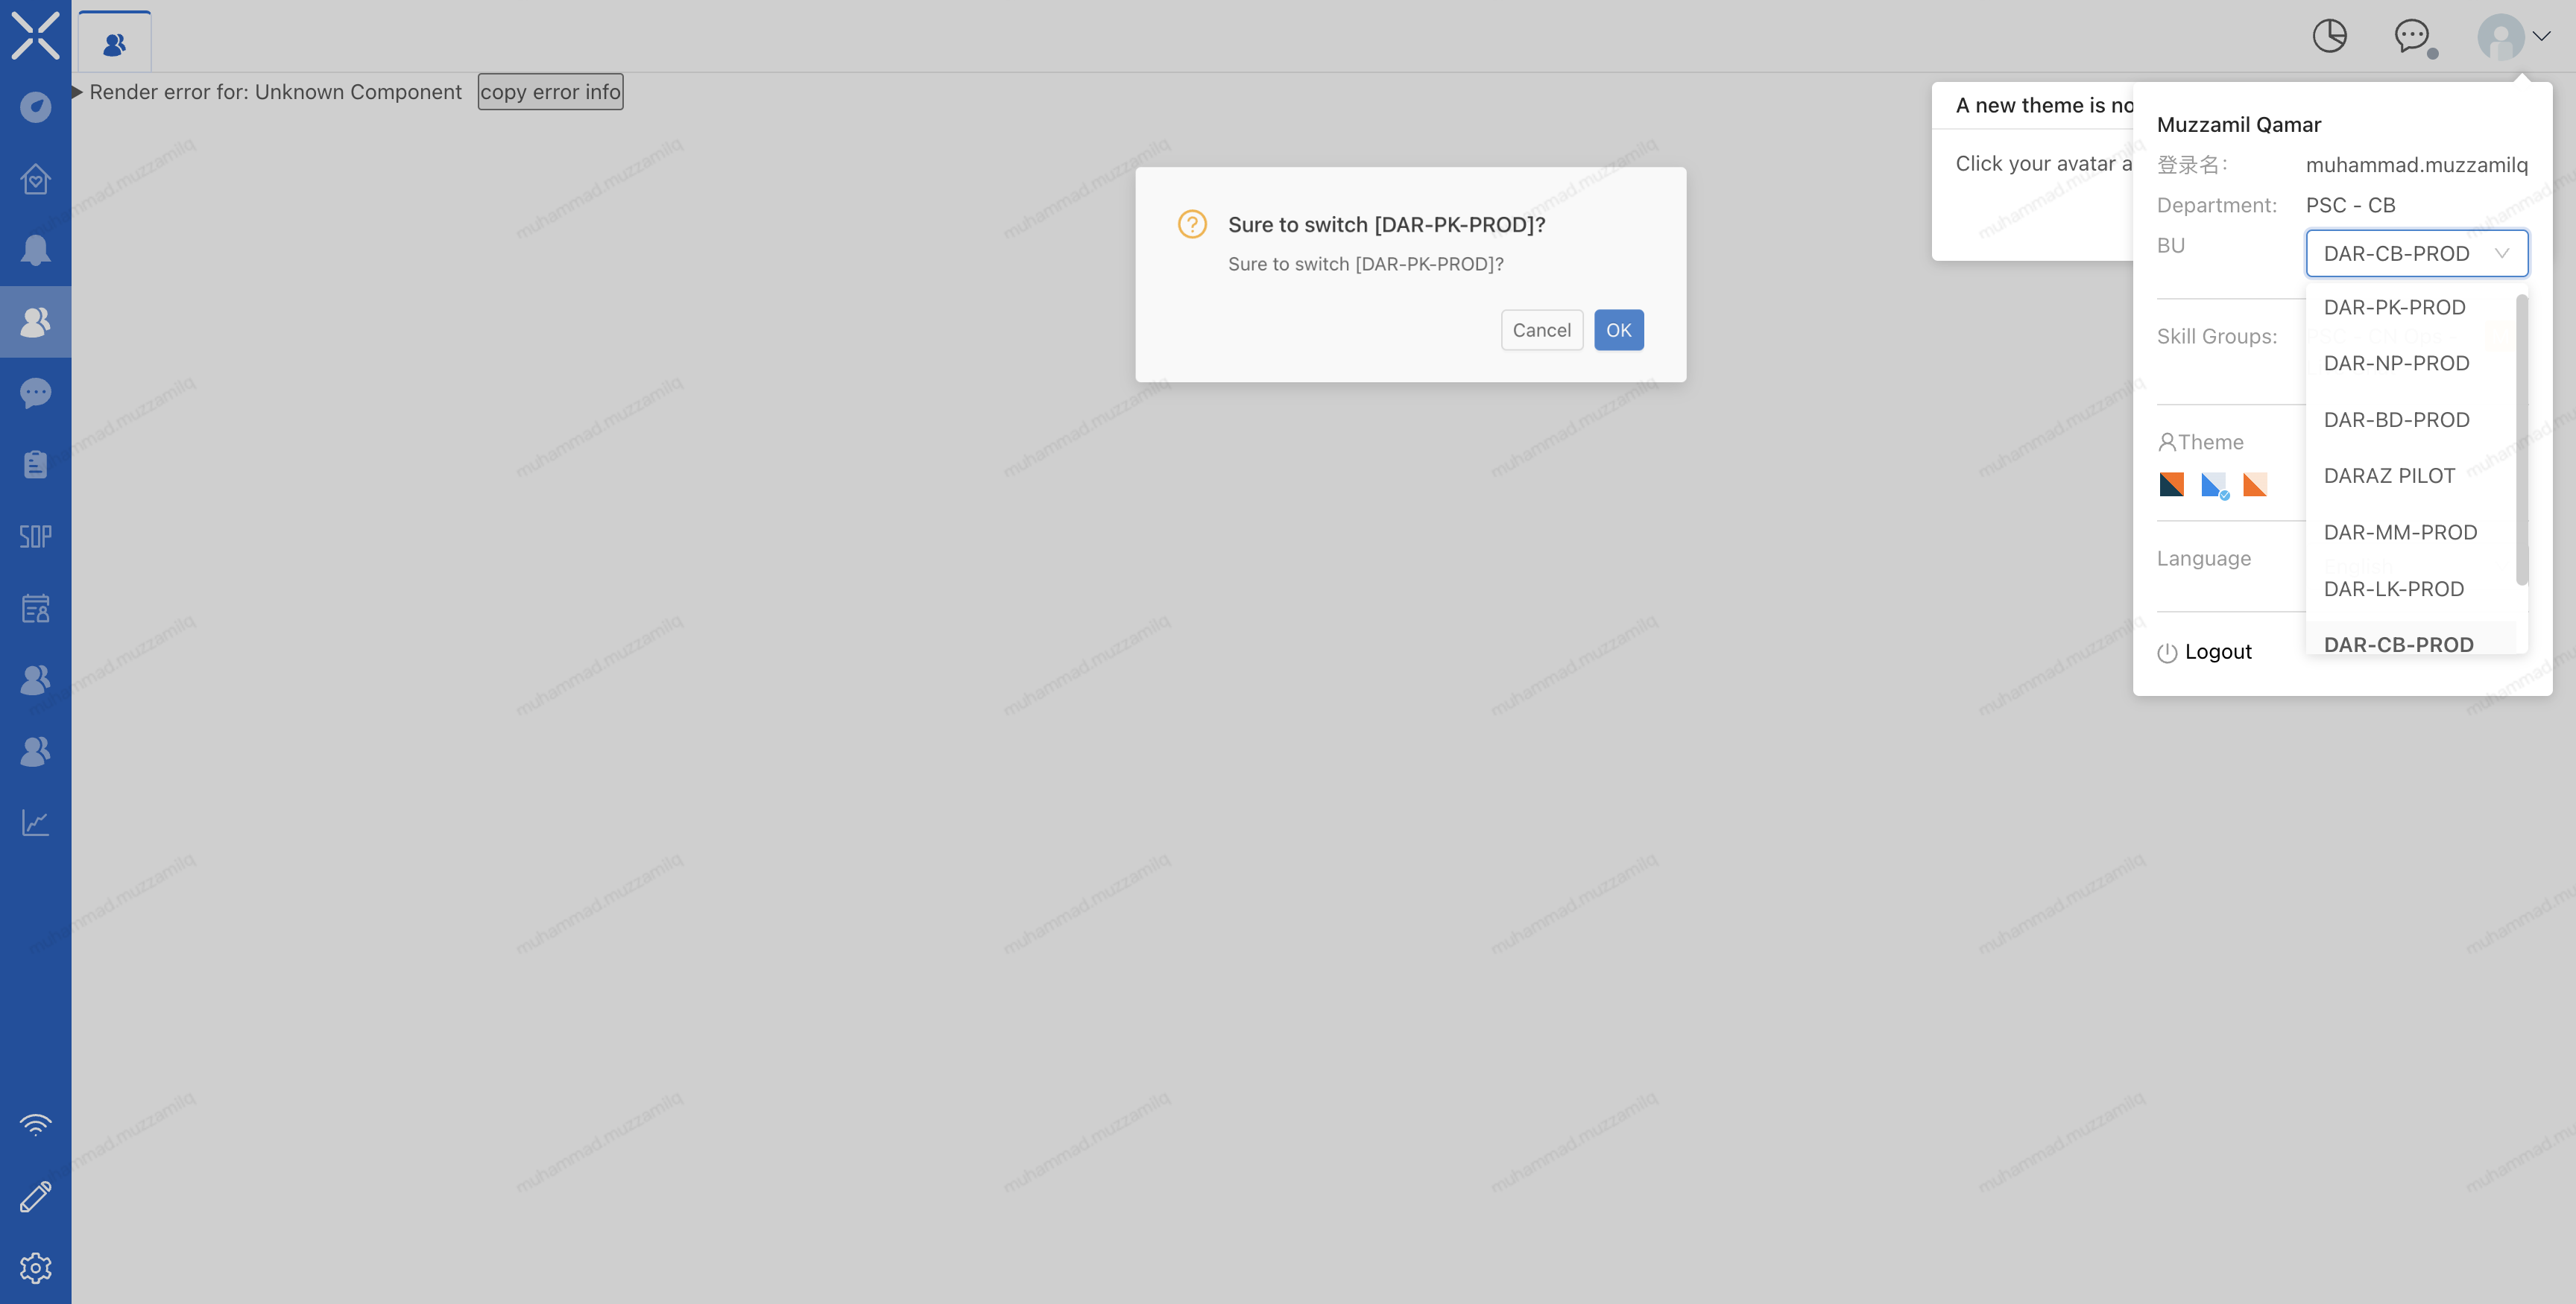 Render error for: Unknown Component
copy error info
Sure to switch [DAR-PK-PROD]?
Sure to switch [DAR-PK-PROD]?
Cancel
OK
A new theme is no
Click your avatar a
Muzzamil Qamar
登录名:
muhammad.muzzamilq
Department:
PSC - CB
BU
DAR-CB-PROD
DAR-PK-PROD
DAR-NP-PROD
DAR-BD-PROD
DARAZ PILOT
DAR-MM-PROD
DAR-LK-PROD
DAR-CB-PROD
Skill Groups:
Theme
Language
Logout
SOP
muhammad.muzzamilq